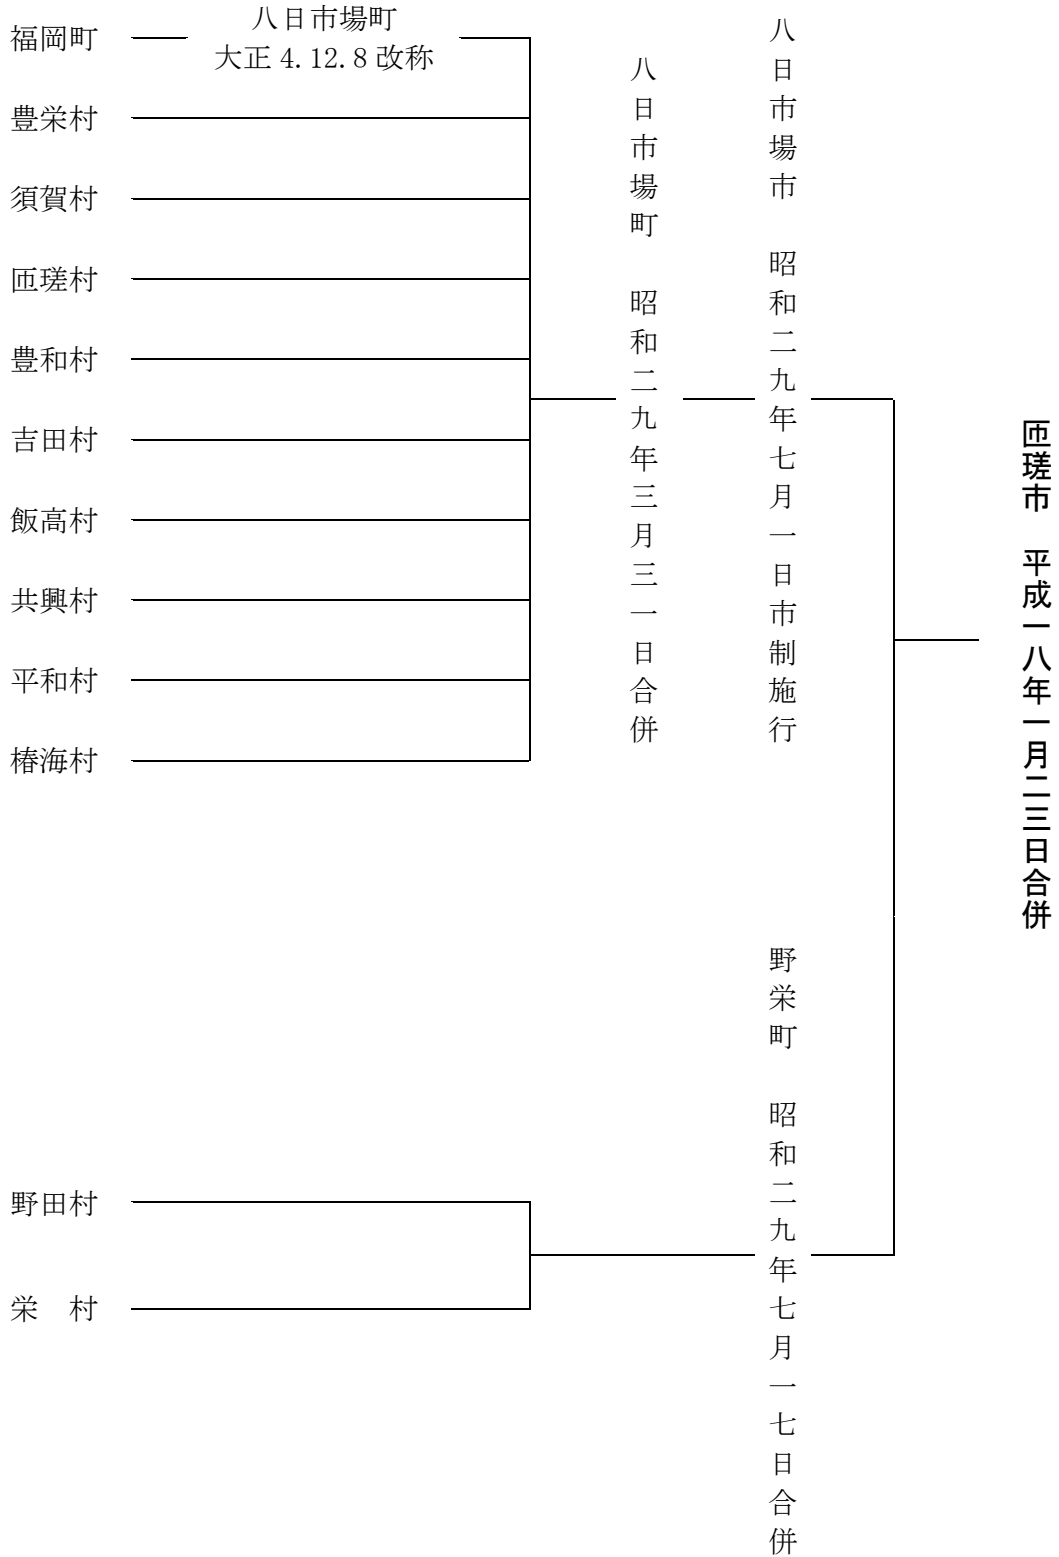 福岡町
八日市場町
大正 4.12.8 改称
豊栄村
須賀村
匝瑳村
豊和村
吉田村
飯高村
共興村
平和村
椿海村
野田村
栄　村
八日市場町　昭和二九年三月三一日合併
八日市場市　昭和二九年七月一日市制施行
野栄町　昭和二九年七月一七日合併
匝瑳市　平成一八年一月二三日合併